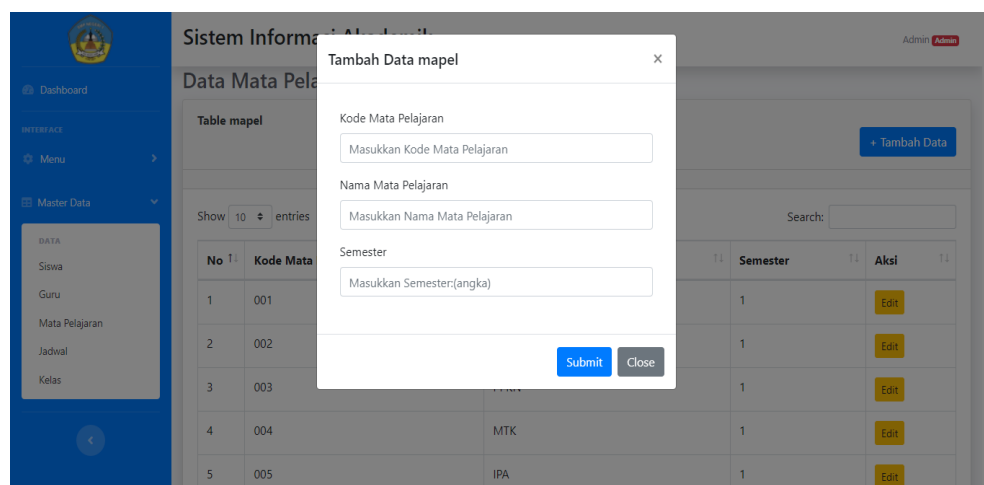 Sistem Informasi Akademik
Admin Admin
Dashboard
INTERFACE
Menu
Master Data
DATA
Siswa
Guru
Mata Pelajaran
Jadwal
Kelas
Data Mata Pela
Table mapel
+ Tambah Data
Show 10 entries
Search:
No Kode Mata Semester Aksi
1 001 1 Edit
2 002 1 Edit
3 003 PPKN 1 Edit
4 004 MTK 1 Edit
5 005 IPA 1 Edit
Tambah Data mapel ×
Kode Mata Pelajaran
Masukkan Kode Mata Pelajaran
Nama Mata Pelajaran
Masukkan Nama Mata Pelajaran
Semester
Masukkan Semester:(angka)
Submit Close